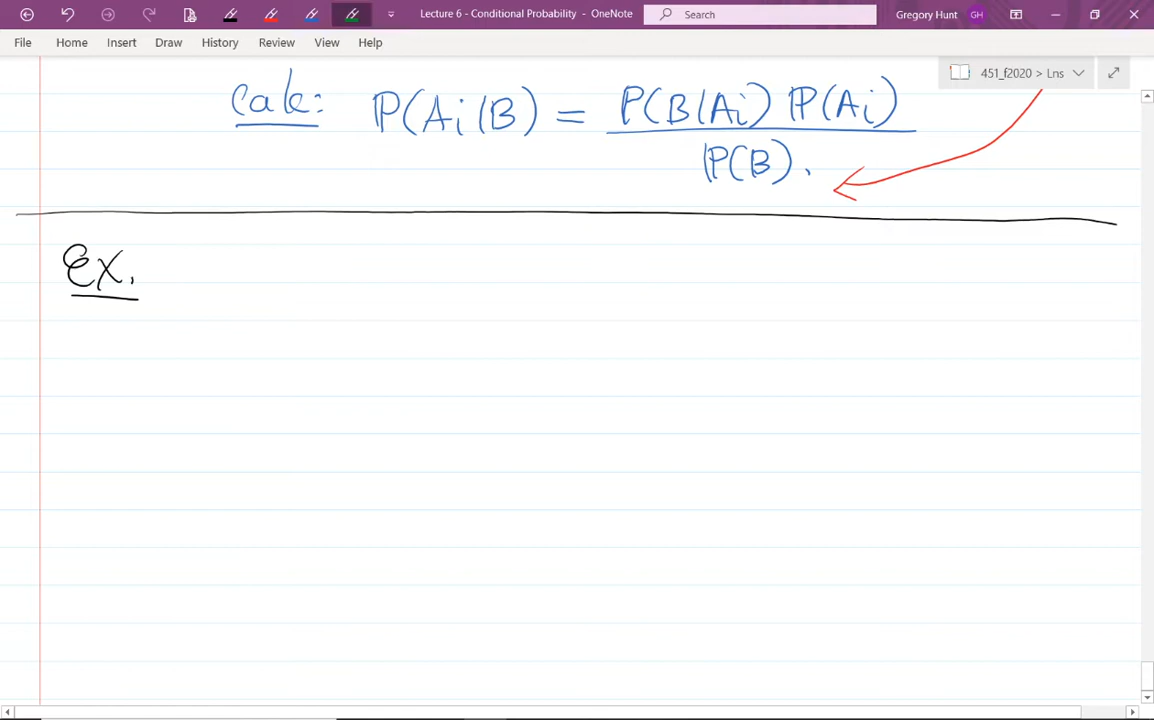 Lecture 6 - Conditional Probability - OneNote
Search
Gregory Hunt
GH
File Home Insert Draw History Review View Help
451_f2020 > Lns
Calc: P(Ai|B) = P(B|Ai) P(Ai)
P(B).
Ex.